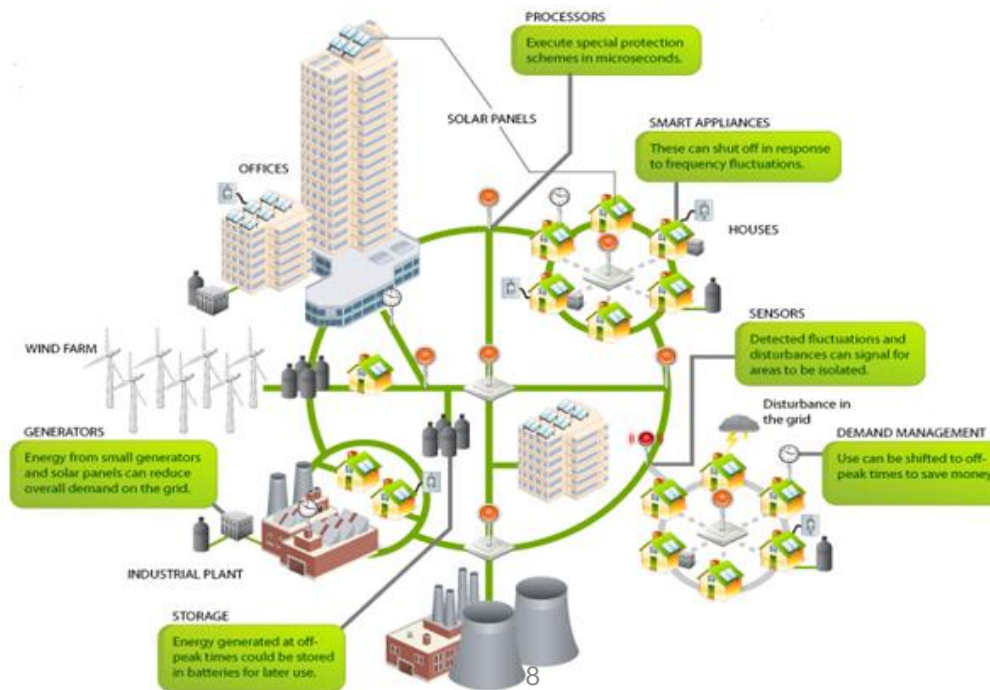 PROCESSORS
Execute special protection
schemes in microseconds.
SOLAR PANELS
SMART APPLIANCES
These can shut off in response
to frequency fluctuations.
OFFICES
HOUSES
SENSORS
Detected fluctuations and
disturbances can signal for
areas to be isolated.
WIND FARM
Disturbance in
the grid
DEMAND MANAGEMENT
Use can be shifted to off-
peak times to save money
GENERATORS
Energy from small generators
and solar panels can reduce
overall demand on the grid.
INDUSTRIAL PLANT
STORAGE
Energy generated at off-
peak times could be stored
in batteries for later use.
8